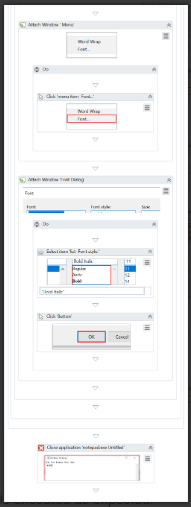 Attach Window 'Menu'
Word Wrap
Font...
Do
Click 'menu item Font...'
Word Wrap
Font...
Attach Window 'Font Dialog'
Font
Font: Font style: Size:
Do
Select item 'list Font style:'
Bold Italic 11
Regular 11
Italic 12
Bold 14
"Bold Italic"
Click 'Button'
OK Cancel
Close application 'notepad.exe Untitled'